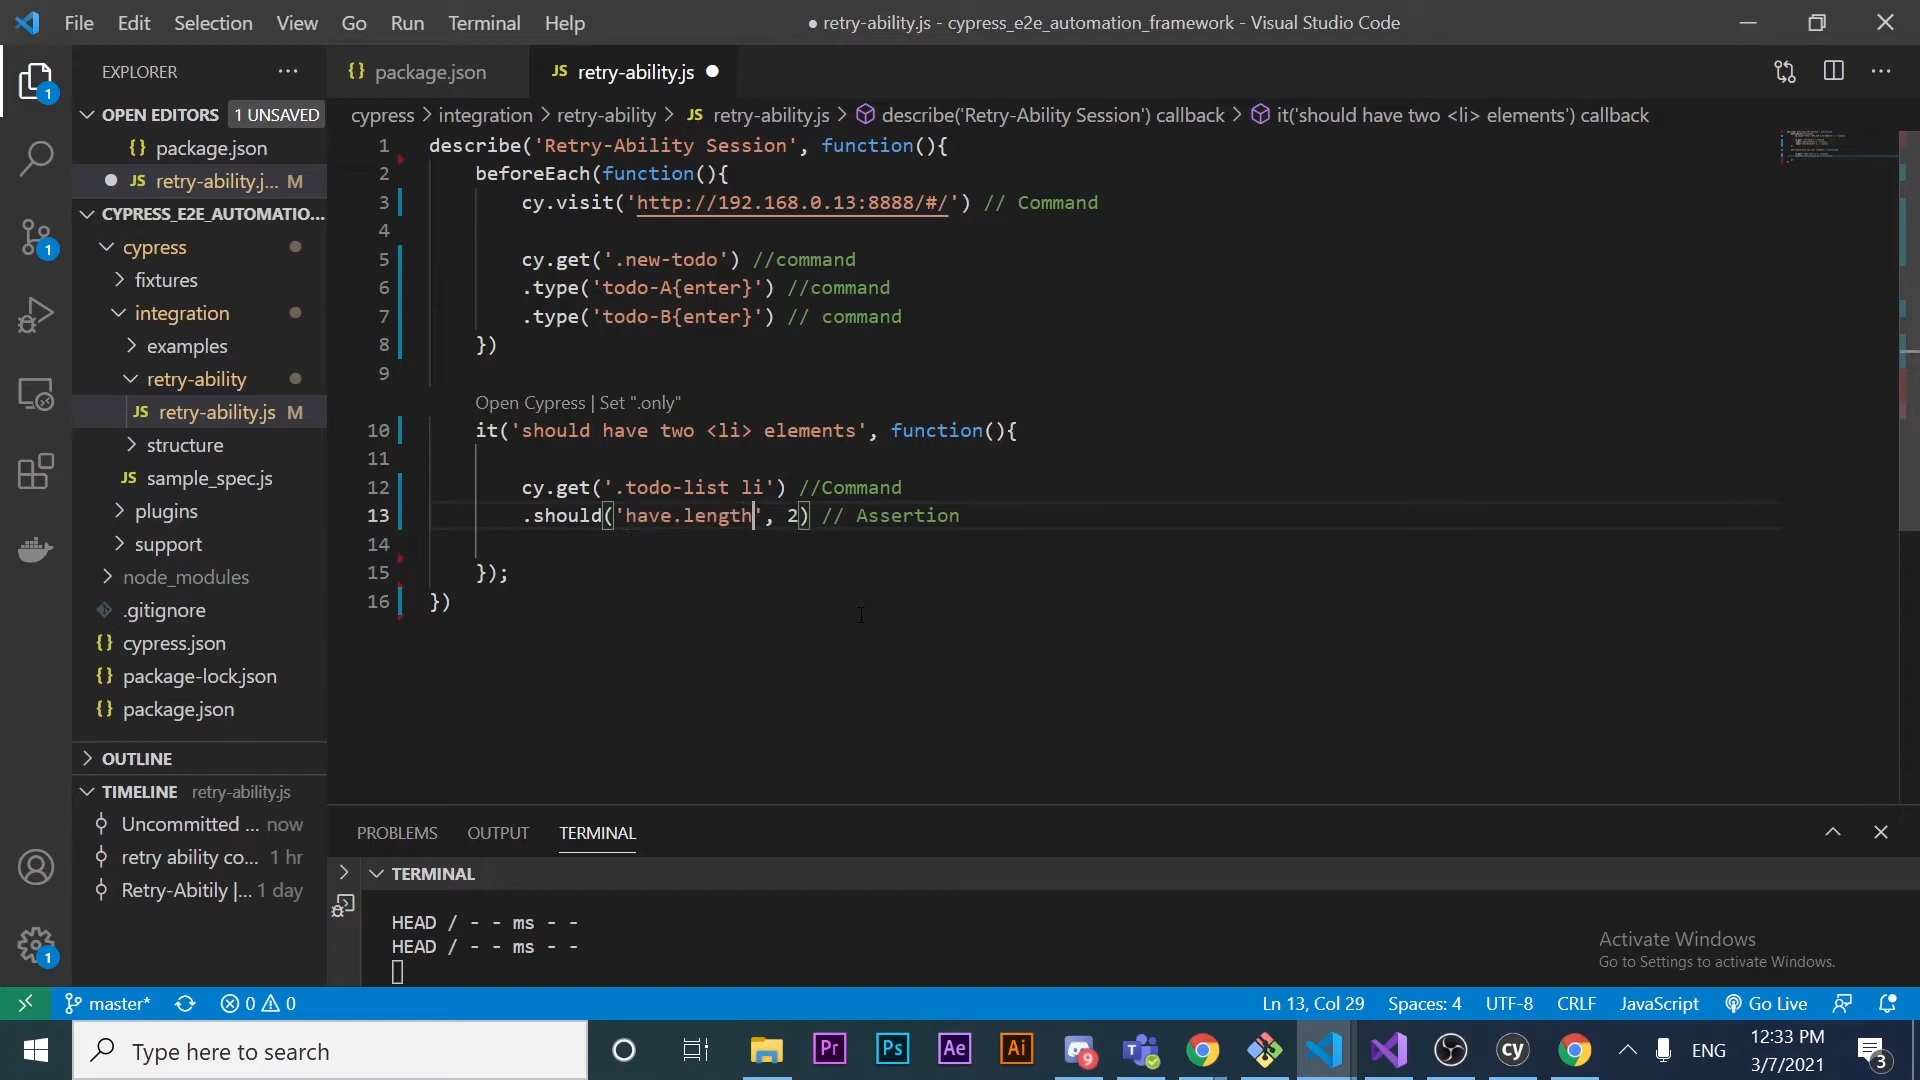 File Edit Selection View Go Run Terminal Help
● retry-ability.js - cypress_e2e_automation_framework - Visual Studio Code
EXPLORER
{} package.json
JS retry-ability.js
OPEN EDITORS 1 UNSAVED
{} package.json
JS retry-ability.j... M
CYPRESS_E2E_AUTOMATIO...
cypress
fixtures
integration
examples
retry-ability
JS retry-ability.js M
structure
JS sample_spec.js
plugins
support
node_modules
.gitignore
{} cypress.json
{} package-lock.json
{} package.json
OUTLINE
TIMELINE retry-ability.js
Uncommitted ... now
retry ability co... 1 hr
Retry-Abitily |... 1 day
1
1
1
cypress > integration > retry-ability > JS retry-ability.js > describe('Retry-Ability Session') callback > it('should have two <li> elements') callback
1 describe('Retry-Ability Session', function(){
2 beforeEach(function(){
3 cy.visit('http://192.168.0.13:8888/#/') // Command
4
5 cy.get('.new-todo') //command
6 .type('todo-A{enter}') //command
7 .type('todo-B{enter}') // command
8 })
9
Open Cypress | Set ".only"
10 it('should have two <li> elements', function(){
11
12 cy.get('.todo-list li') //Command
13 .should('have.length', 2) // Assertion
14
15 });
16 })
PROBLEMS OUTPUT TERMINAL
TERMINAL
HEAD / - - ms - -
HEAD / - - ms - -
Activate Windows
Go to Settings to activate Windows.
master* 0 0
Ln 13, Col 29 Spaces: 4 UTF-8 CRLF JavaScript Go Live
Type here to search
Pr Ps Ae Ai 9 cy
ENG
12:33 PM
3/7/2021
3